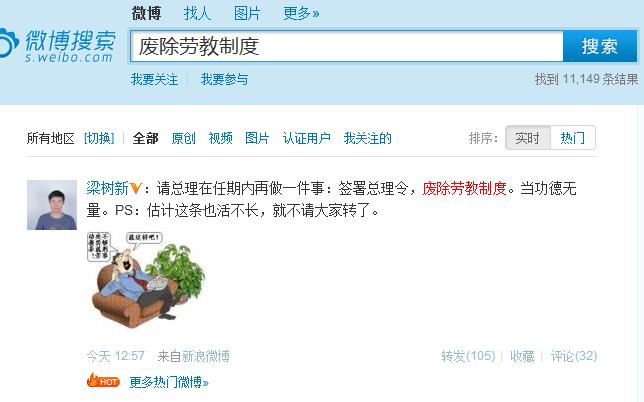 微博 找人 图片 更多»
微博搜索
s.weibo.com
废除劳教制度
搜索
我要关注 我要参与
找到 11,149 条结果
所有地区 [切换] 全部 原创 视频 图片 认证用户 我关注的 排序: 实时 热门
梁树新V：请总理在任期内再做一件事：签署总理令，废除劳教制度。当功德无
量。PS：估计这条也活不长，就不请大家转了。
就这样吧！
今天 12:57 来自新浪微博 转发(105) 收藏 评论(32)
HOT 更多热门微博»